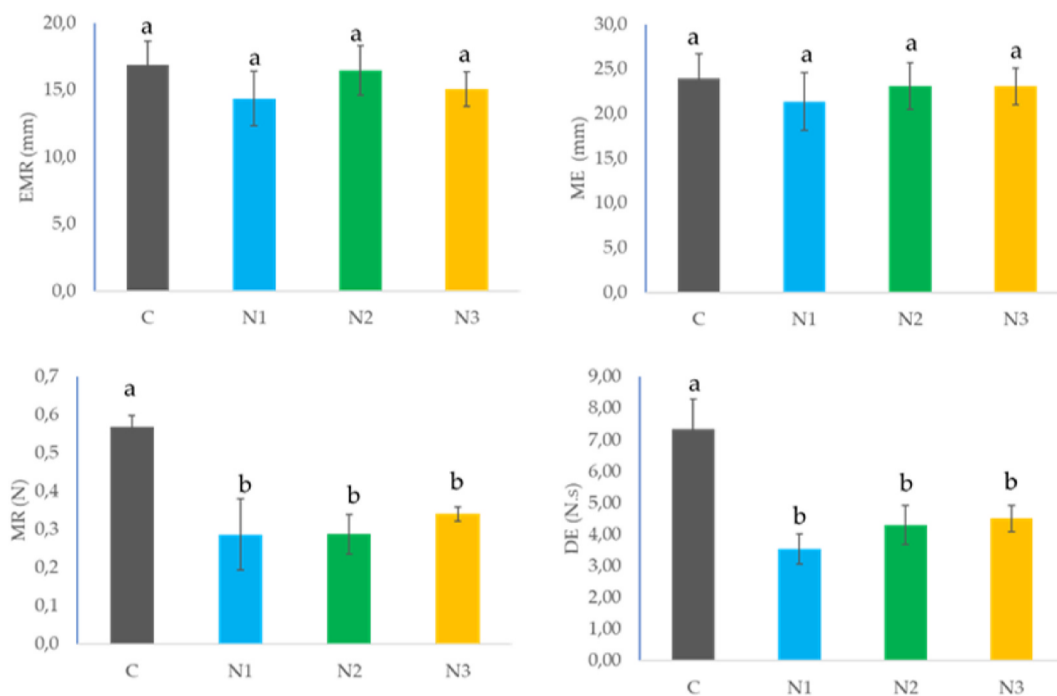 EMR (mm)
20,0
15,0
10,0
5,0
0,0
a
a
a
a
C
N1
N2
N3
ME (mm)
30,0
25,0
20,0
15,0
10,0
5,0
0,0
a
a
a
a
C
N1
N2
N3
MR (N)
0,7
0,6
0,5
0,4
0,3
0,2
0,1
0,0
a
b
b
b
C
N1
N2
N3
DE (N.s)
9,00
8,00
7,00
6,00
5,00
4,00
3,00
2,00
1,00
0,00
a
b
b
b
C
N1
N2
N3